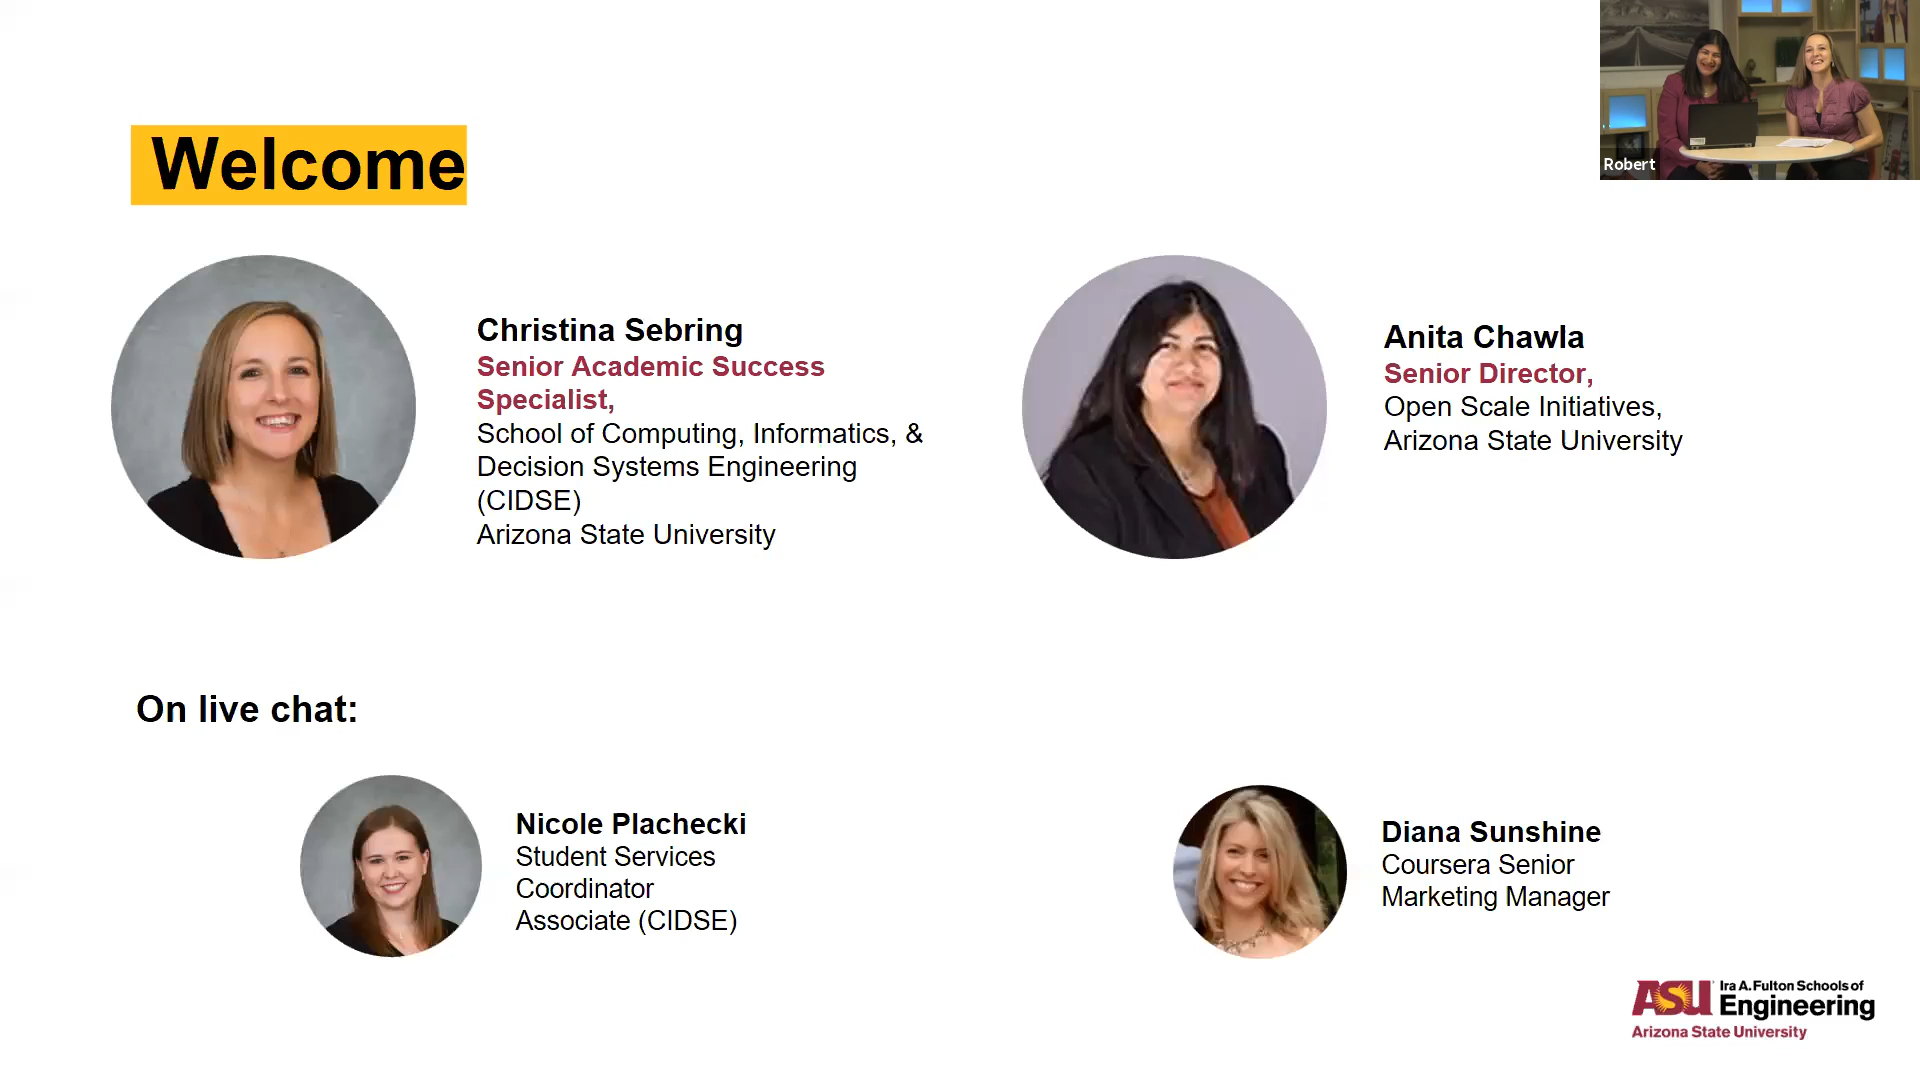 Robert
Welcome
Christina Sebring
Senior Academic Success
Specialist,
School of Computing, Informatics, &
Decision Systems Engineering
(CIDSE)
Arizona State University
Anita Chawla
Senior Director,
Open Scale Initiatives,
Arizona State University
On live chat:
Nicole Plachecki
Student Services
Coordinator
Associate (CIDSE)
Diana Sunshine
Coursera Senior
Marketing Manager
ASU Ira A. Fulton Schools of
Engineering
Arizona State University